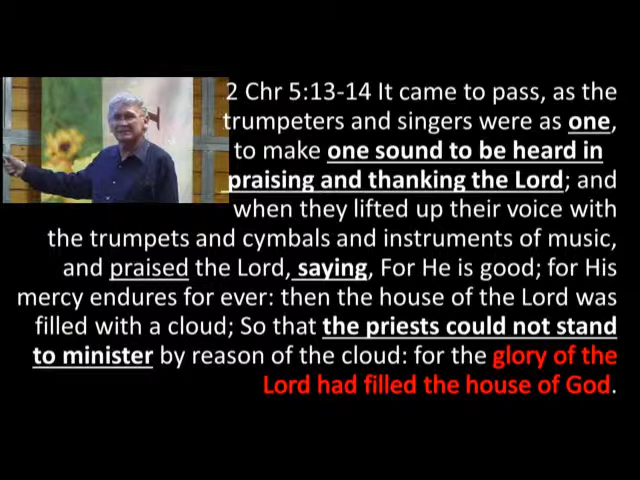 2 Chr 5:13-14 It came to pass, as the
trumpeters and singers were as one,
to make one sound to be heard in
praising and thanking the Lord; and
when they lifted up their voice with
the trumpets and cymbals and instruments of music,
and praised the Lord, saying, For He is good; for His
mercy endures for ever: then the house of the Lord was
filled with a cloud; So that the priests could not stand
to minister by reason of the cloud: for the glory of the
Lord had filled the house of God.